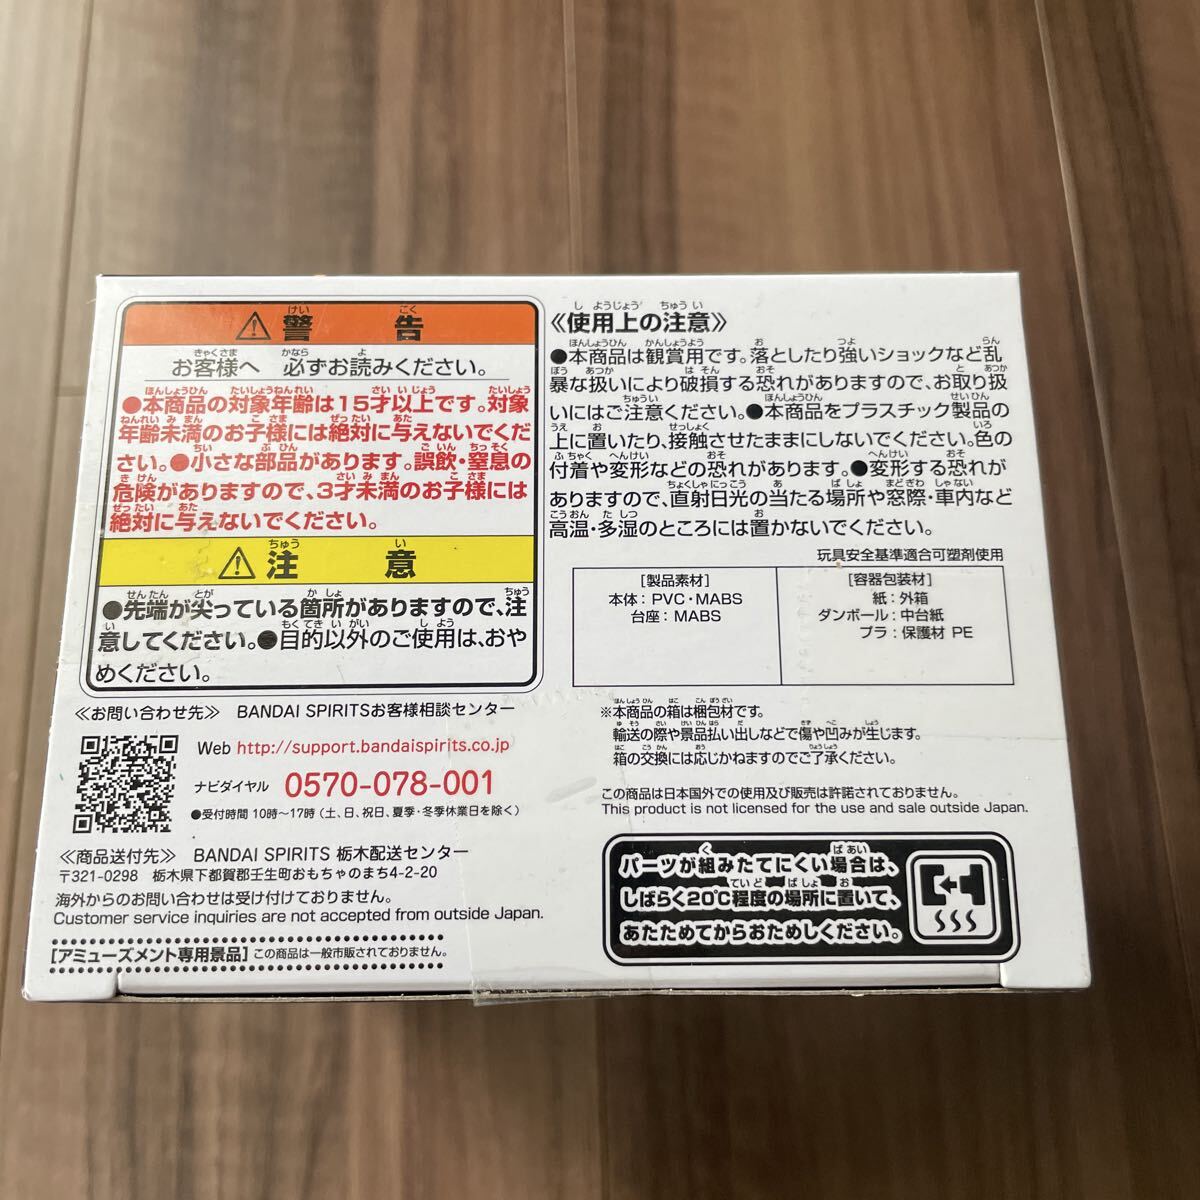 ⚠警告
お客様へ 必ずお読みください。
●本商品の対象年齢は15才以上です。対象
年齢未満のお子様には絶対に与えないでくだ
さい。●小さな部品があります。誤飲・窒息の
危険がありますので、3才未満のお子様には
絶対に与えないでください。
⚠注意
●先端が尖っている箇所がありますので、注
意してください。●目的以外のご使用は、おや
めください。
≪お問い合わせ先≫ BANDAI SPIRITSお客様相談センター
Web http://support.bandaispirits.co.jp
ナビダイヤル 0570-078-001
●受付時間 10時〜17時 (土、日、祝日、夏季・冬季休業日を除く)
≪商品送付先≫ BANDAI SPIRITS 栃木配送センター
〒321-0298 栃木県下都賀郡壬生町おもちゃのまち4-2-20
海外からのお問い合わせは受け付けておりません。
Customer service inquiries are not accepted from outside Japan.
[アミューズメント専用景品] この商品は一般市販されておりません。
≪使用上の注意≫
●本商品は観賞用です。落としたり強いショックなど乱
暴な扱いにより破損する恐れがありますので、お取り扱
いにはご注意ください。●本商品をプラスチック製品の
上に置いたり、接触させたままにしないでください。色の
付着や変形などの恐れがあります。●変形する恐れが
ありますので、直射日光の当たる場所や窓際・車内など
高温・多湿のところには置かないでください。
玩具安全基準適合可塑剤使用
[製品素材]
本体:PVC・MABS
台座:MABS
[容器包装材]
紙:外箱
ダンボール:中台紙
プラ:保護材 PE
※本商品の箱は梱包材です。
輸送の際や景品払い出しなどで傷や凹みが生じます。
箱の交換には応じかねますのでご了承ください。
この商品は日本国外での使用及び販売は許諾されておりません。
This product is not licensed for the use and sale outside Japan.
パーツが組みたてにくい場合は、
しばらく20℃程度の場所に置いて、
あたためてからおためしください。